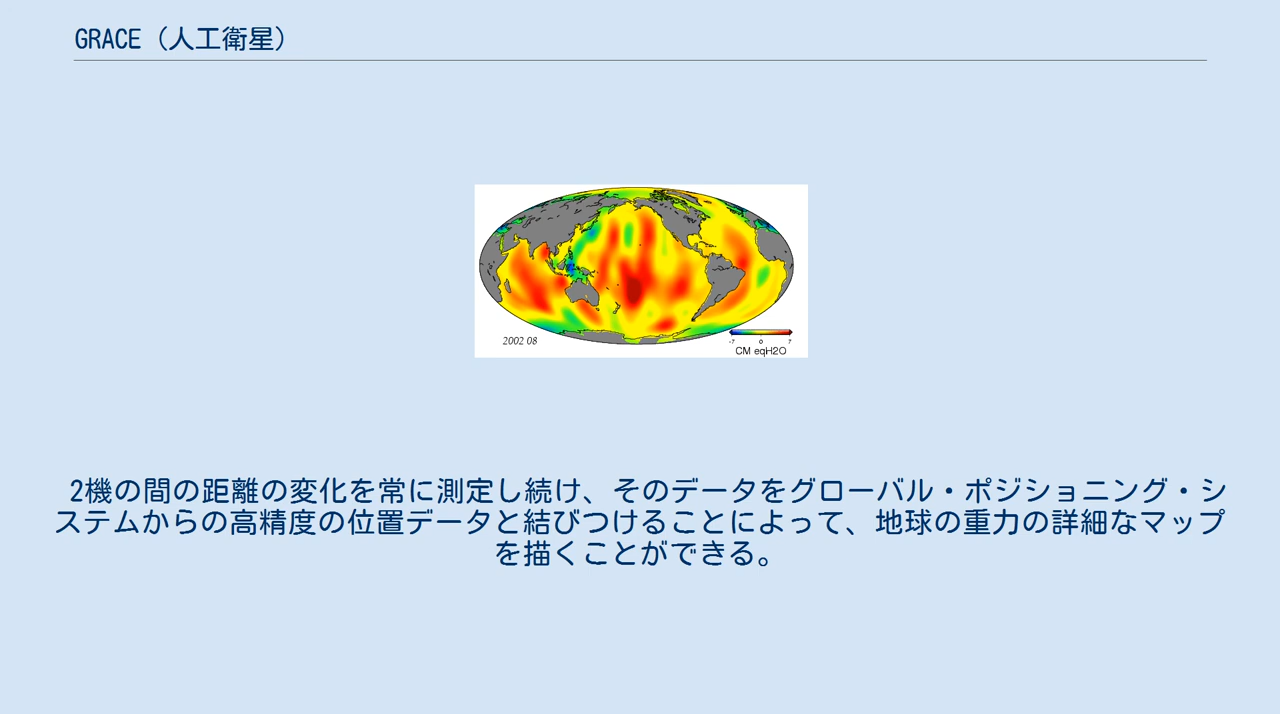 GRACE（人工衛星）
2002 08
-7 0 7
CM eqH2O
2機の間の距離の変化を常に測定し続け、そのデータをグローバル・ポジショニング・シ
ステムからの高精度の位置データと結びつけることによって、地球の重力の詳細なマップ
を描くことができる。